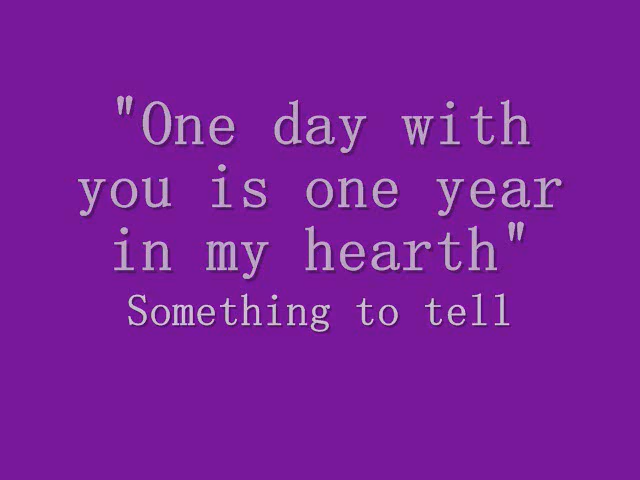 "One day with
you is one year
in my hearth"
Something to tell